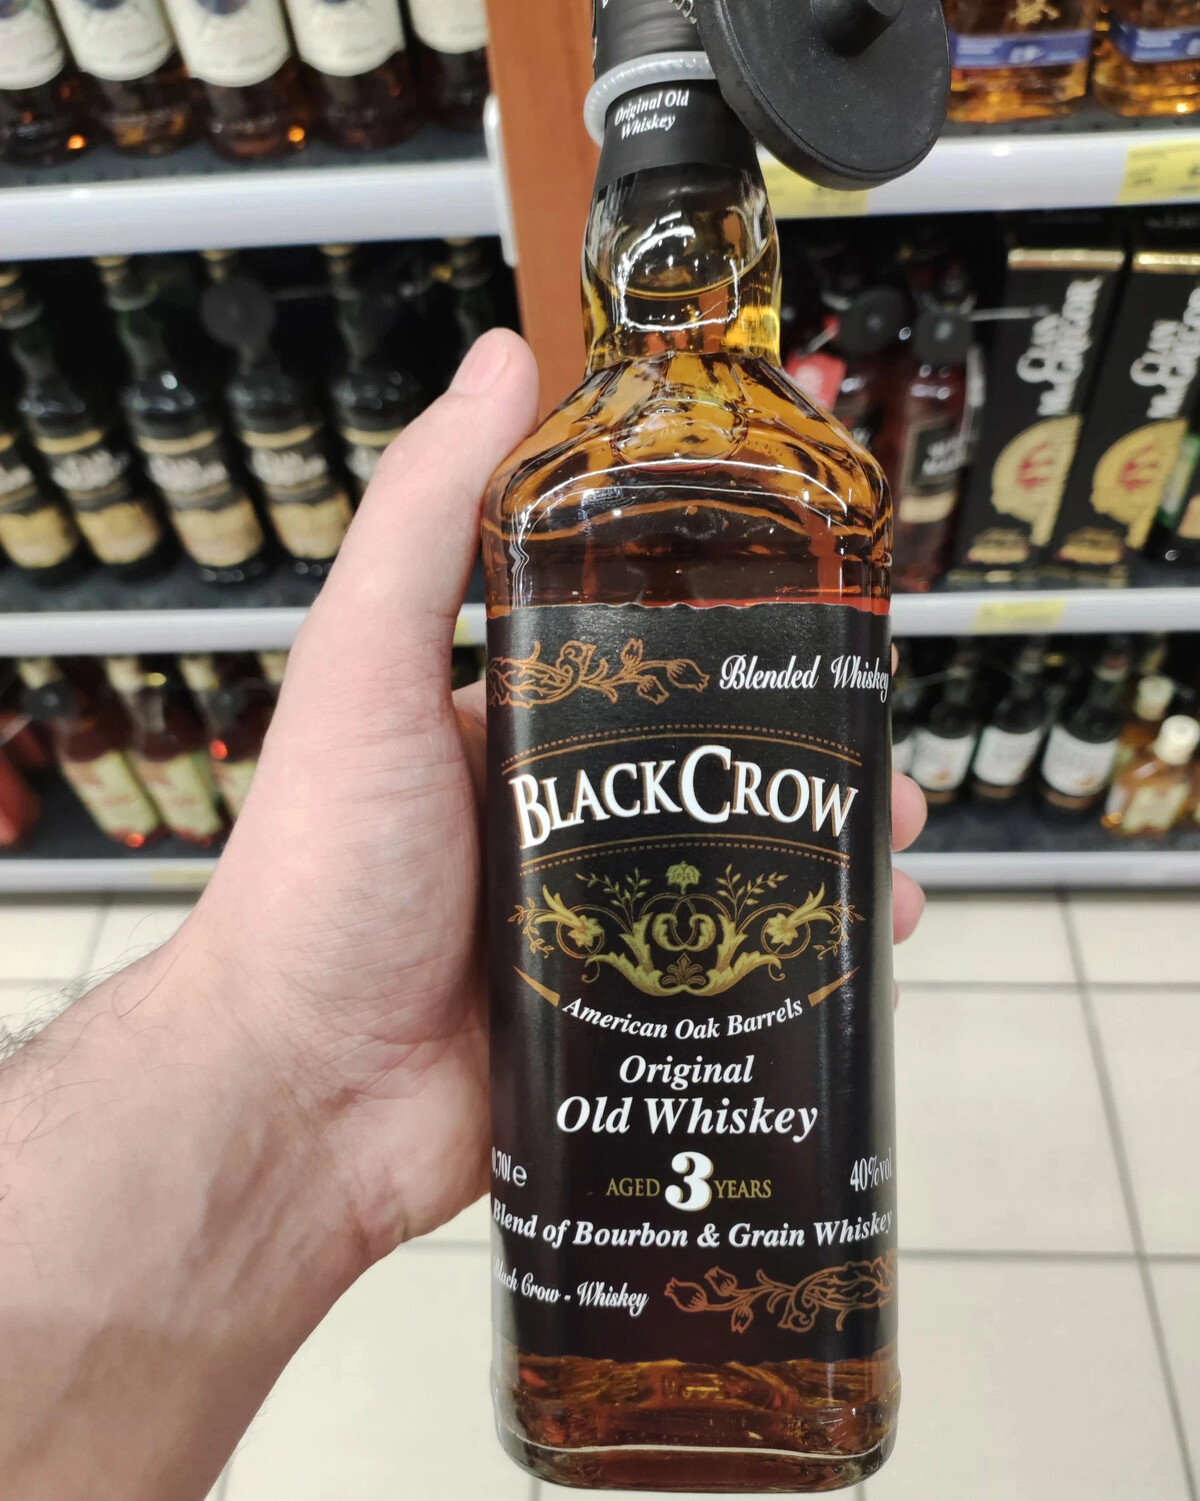 Original Old
Whiskey
Blended Whiskey
BLACKCROW
American Oak Barrels
Original
Old Whiskey
0,70l e
40%vol
AGED 3 YEARS
Blend of Bourbon & Grain Whiskey
Black Crow - Whiskey